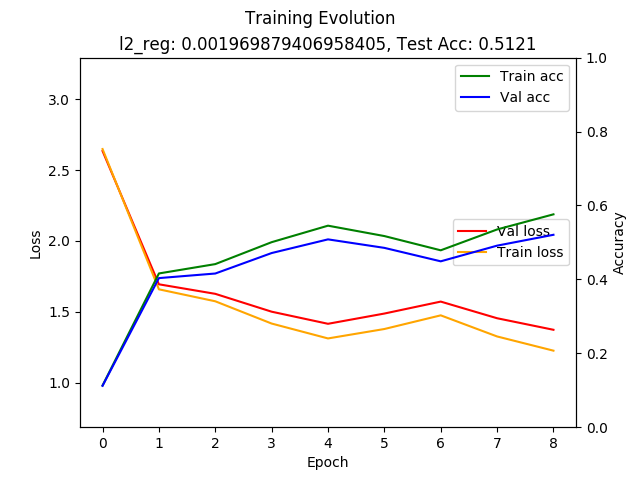 Training Evolution
l2_reg: 0.001969879406958405, Test Acc: 0.5121
Train acc
Val acc
Val loss
Train loss
3.0
2.5
2.0
1.5
1.0
Loss
1.0
0.8
0.6
0.4
0.2
0.0
Accuracy
0 1 2 3 4 5 6 7 8
Epoch